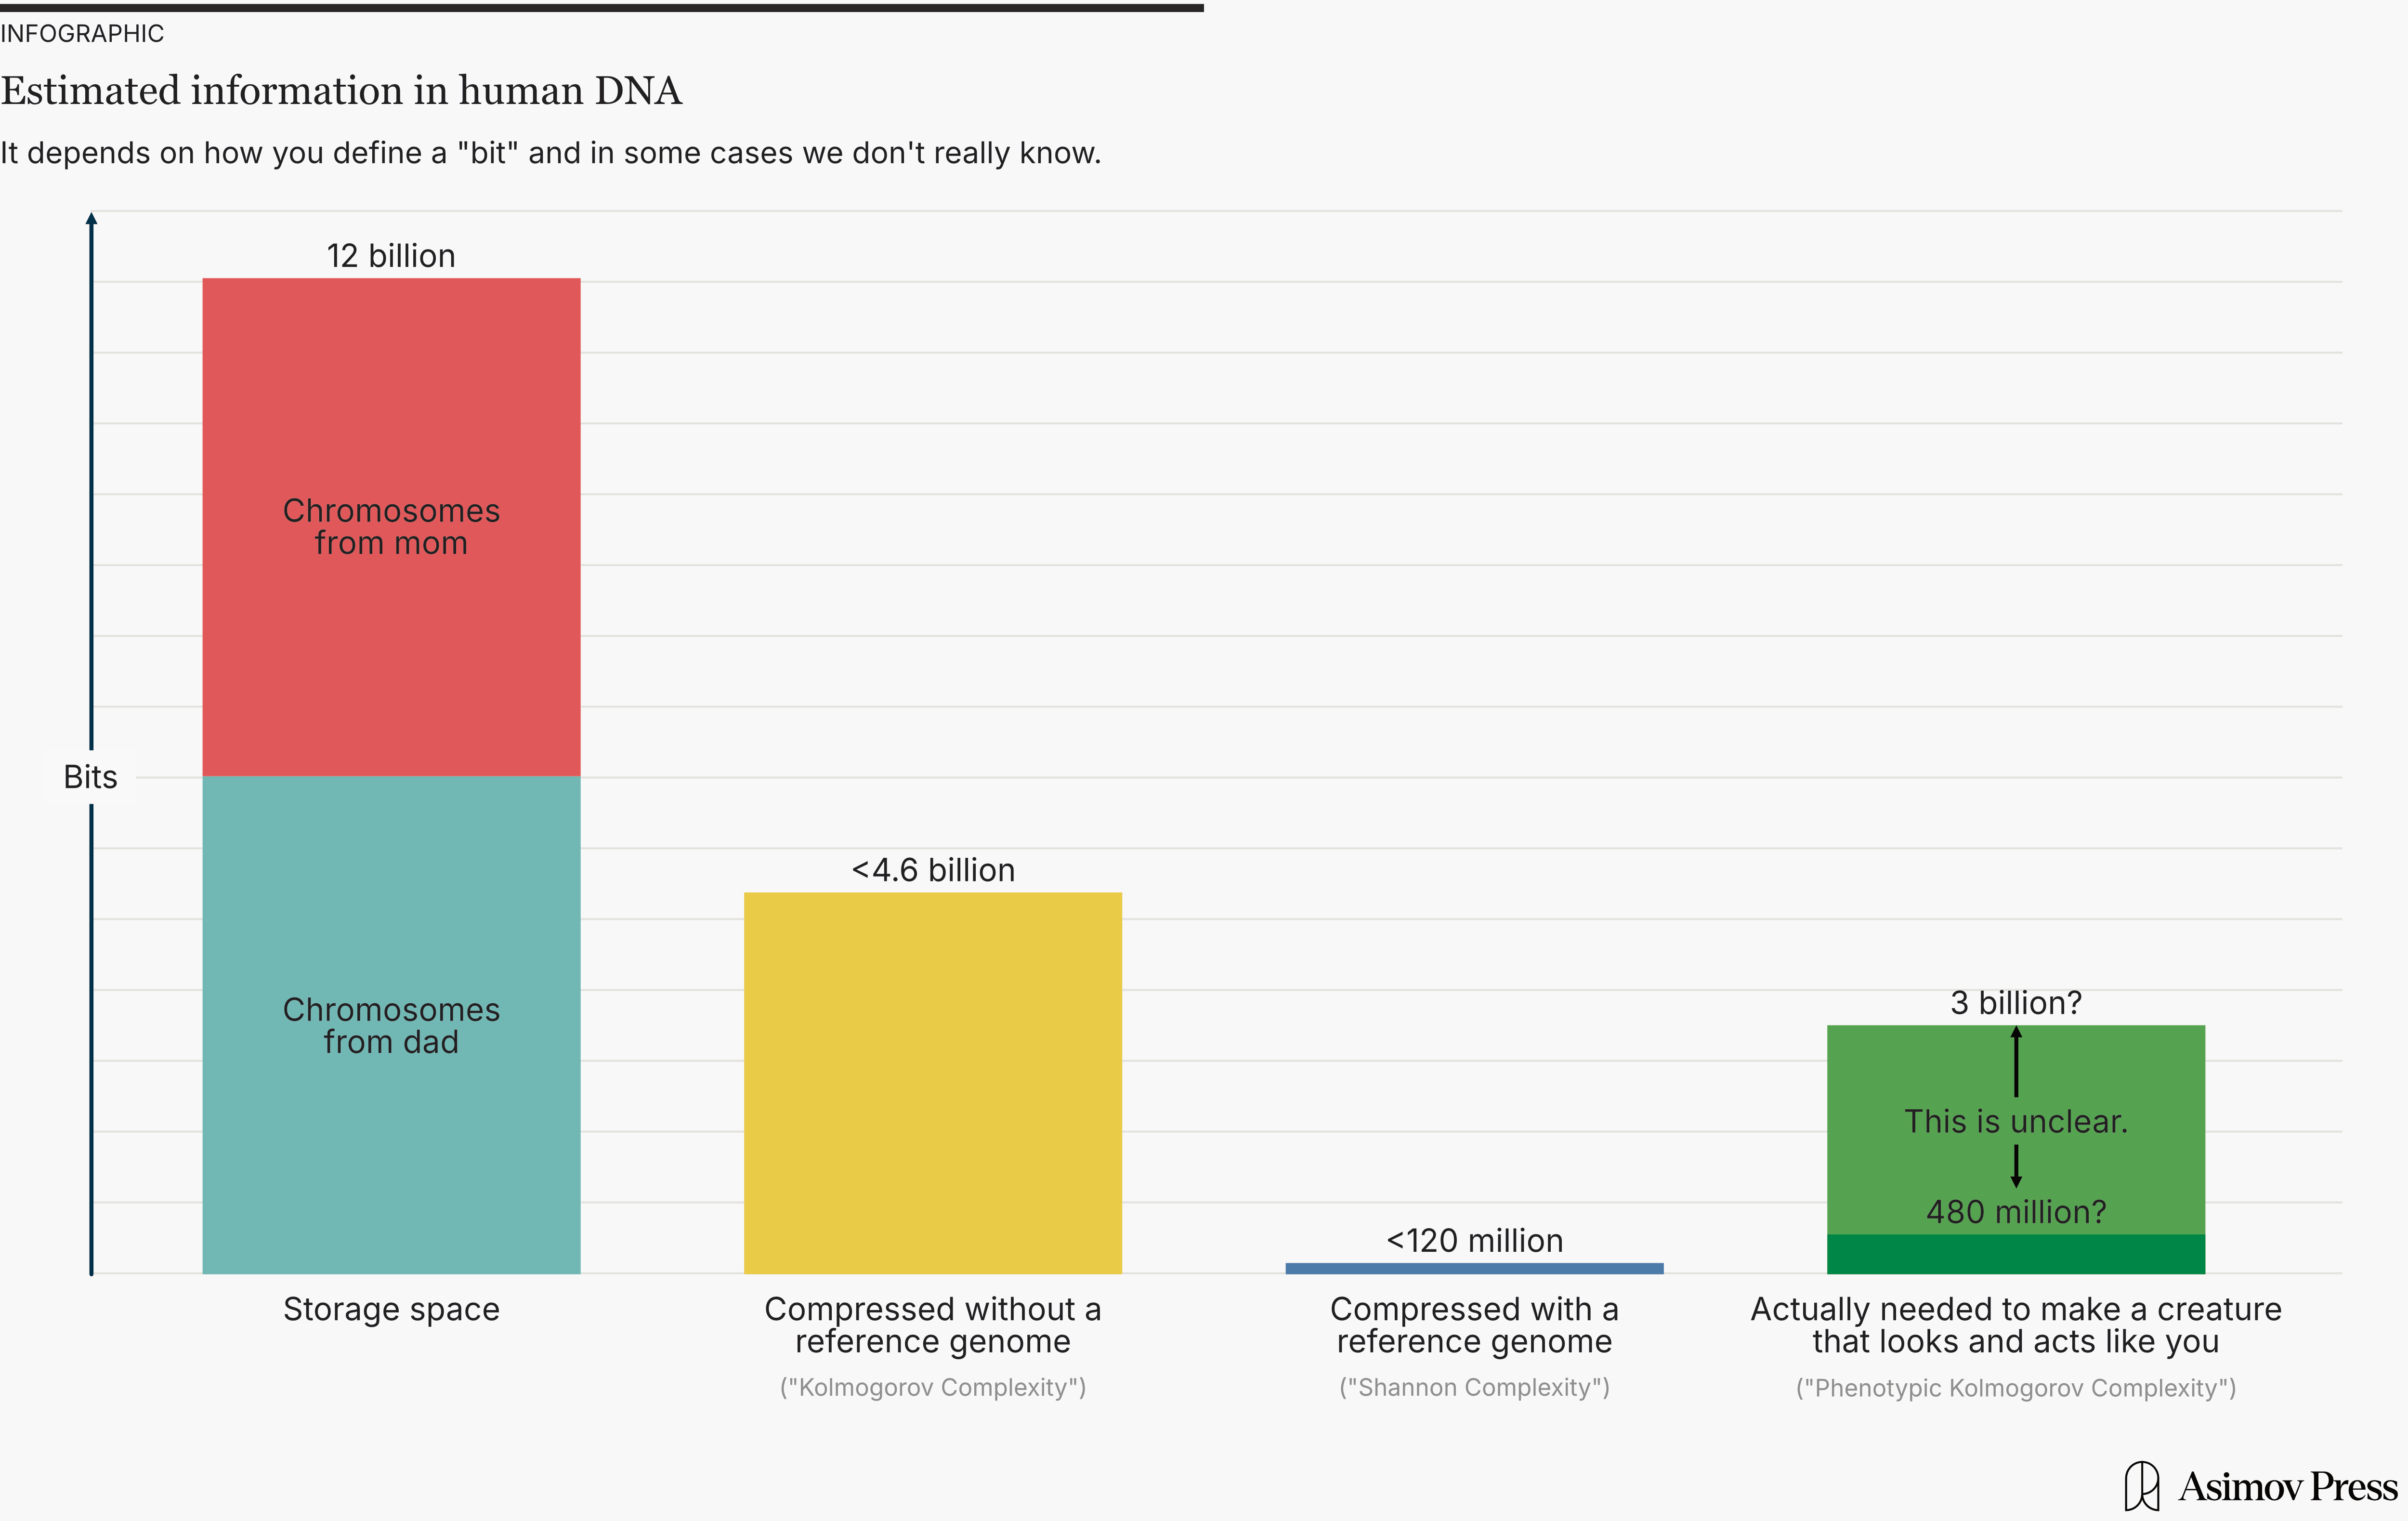 INFOGRAPHIC
Estimated information in human DNA
It depends on how you define a "bit" and in some cases we don't really know.
Bits
12 billion
Chromosomes
from mom
Chromosomes
from dad
Storage space
<4.6 billion
Compressed without a
reference genome
("Kolmogorov Complexity")
<120 million
Compressed with a
reference genome
("Shannon Complexity")
3 billion?
This is unclear.
480 million?
Actually needed to make a creature
that looks and acts like you
("Phenotypic Kolmogorov Complexity")
Asimov Press